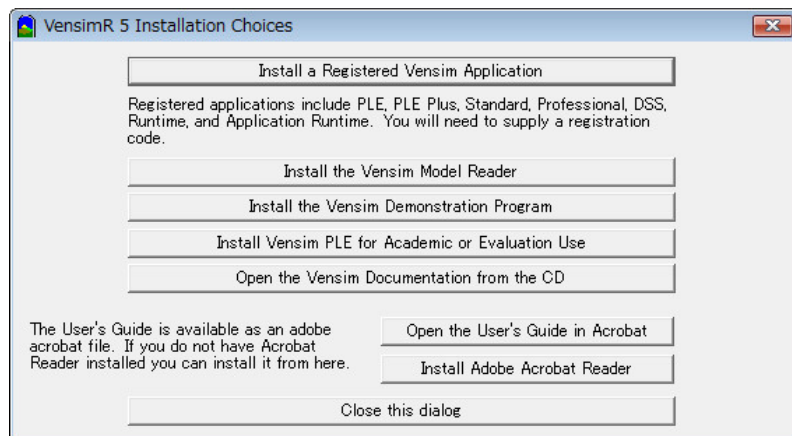 VensimR 5 Installation Choices
Install a Registered Vensim Application
Registered applications include PLE, PLE Plus, Standard, Professional, DSS,
Runtime, and Application Runtime. You will need to supply a registration
code.
Install the Vensim Model Reader
Install the Vensim Demonstration Program
Install Vensim PLE for Academic or Evaluation Use
Open the Vensim Documentation from the CD
The User's Guide is available as an adobe
acrobat file. If you do not have Acrobat
Reader installed you can install it from here.
Open the User's Guide in Acrobat
Install Adobe Acrobat Reader
Close this dialog